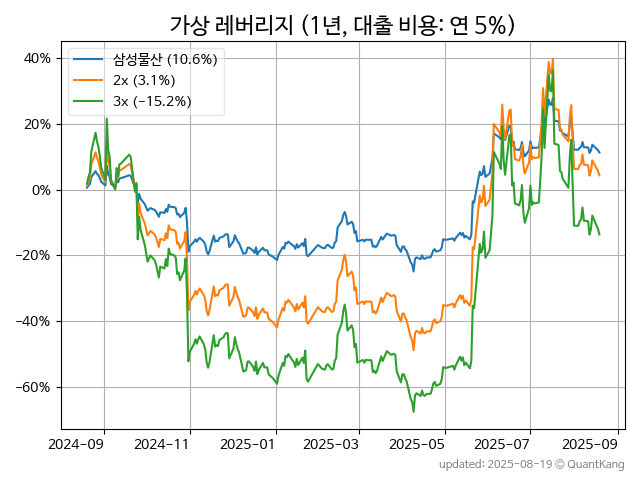 가상 레버리지 (1년, 대출 비용: 연 5%)
삼성물산 (10.6%)
2x (3.1%)
3x (-15.2%)
40%
20%
0%
-20%
-40%
-60%
2024-09 2024-11 2025-01 2025-03 2025-05 2025-07 2025-09
updated: 2025-08-19 © QuantKang